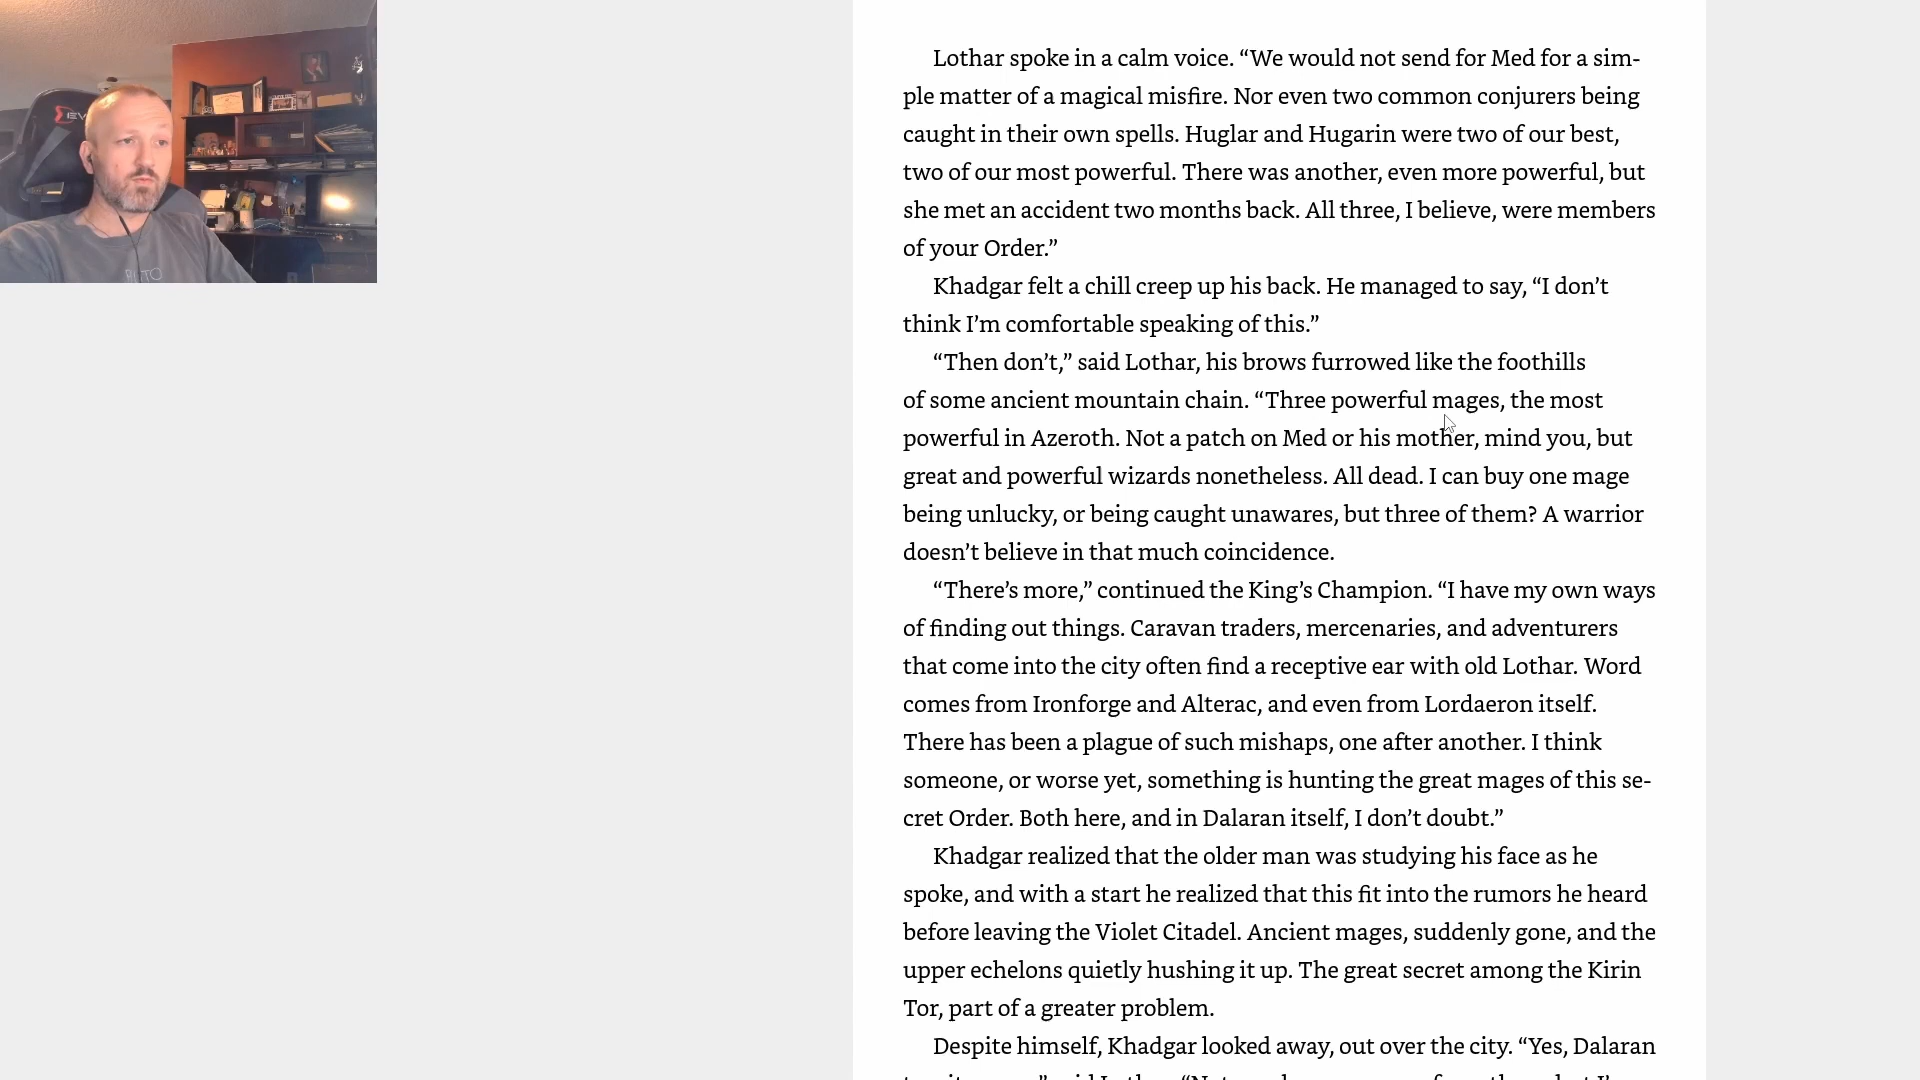 Lothar spoke in a calm voice. “We would not send for Med for a sim-
ple matter of a magical misfire. Nor even two common conjurers being
caught in their own spells. Huglar and Hugarin were two of our best,
two of our most powerful. There was another, even more powerful, but
she met an accident two months back. All three, I believe, were members
of your Order.”
Khadgar felt a chill creep up his back. He managed to say, “I don’t
think I’m comfortable speaking of this.”
“Then don’t,” said Lothar, his brows furrowed like the foothills
of some ancient mountain chain. “Three powerful mages, the most
powerful in Azeroth. Not a patch on Med or his mother, mind you, but
great and powerful wizards nonetheless. All dead. I can buy one mage
being unlucky, or being caught unawares, but three of them? A warrior
doesn’t believe in that much coincidence.
“There’s more,” continued the King’s Champion. “I have my own ways
of finding out things. Caravan traders, mercenaries, and adventurers
that come into the city often find a receptive ear with old Lothar. Word
comes from Ironforge and Alterac, and even from Lordaeron itself.
There has been a plague of such mishaps, one after another. I think
someone, or worse yet, something is hunting the great mages of this se-
cret Order. Both here, and in Dalaran itself, I don’t doubt.”
Khadgar realized that the older man was studying his face as he
spoke, and with a start he realized that this fit into the rumors he heard
before leaving the Violet Citadel. Ancient mages, suddenly gone, and the
upper echelons quietly hushing it up. The great secret among the Kirin
Tor, part of a greater problem.
Despite himself, Khadgar looked away, out over the city. “Yes, Dalaran